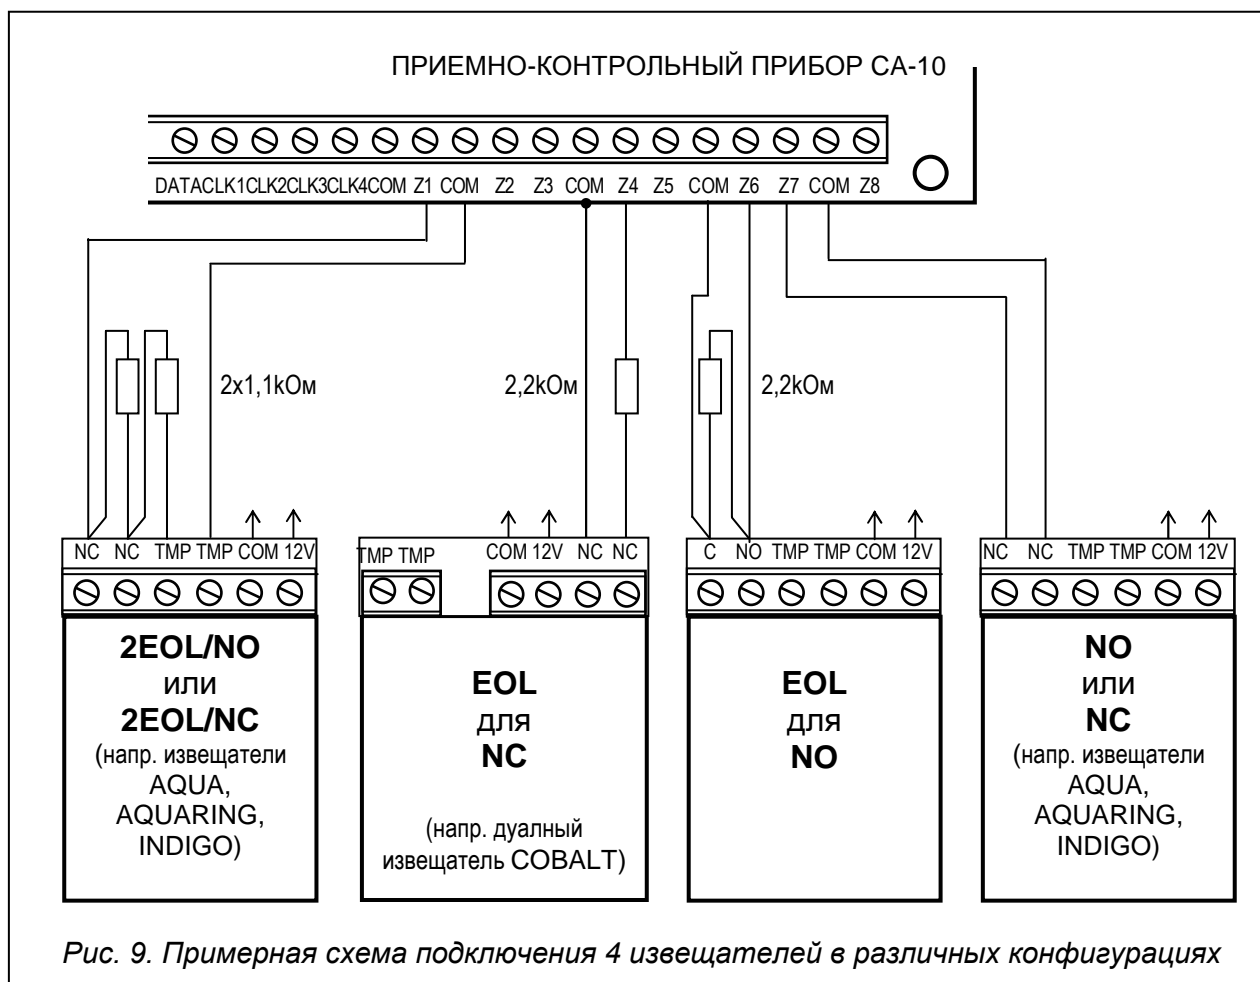 ПРИЕМНО-КОНТРОЛЬНЫЙ ПРИБОР CA-10
DATACLK1CLK2CLK3CLK4COM Z1 COM Z2 Z3 COM Z4 Z5 COM Z6 Z7 COM Z8
2x1,1kОм 2,2kОм 2,2kОм
NC NC TMP TMP COM 12V
TMP TMP COM 12V NC NC
C NO TMP TMP COM 12V
NC NC TMP TMP COM 12V
2EOL/NO
или
2EOL/NC
(напр. извещатели
AQUA,
AQUARING,
INDIGO)
EOL
для
NC
(напр. дуалный
извещатель COBALT)
EOL
для
NO
NO
или
NC
(напр. извещатели
AQUA,
AQUARING,
INDIGO)
Рис. 9. Примерная схема подключения 4 извещателей в различных конфигурациях